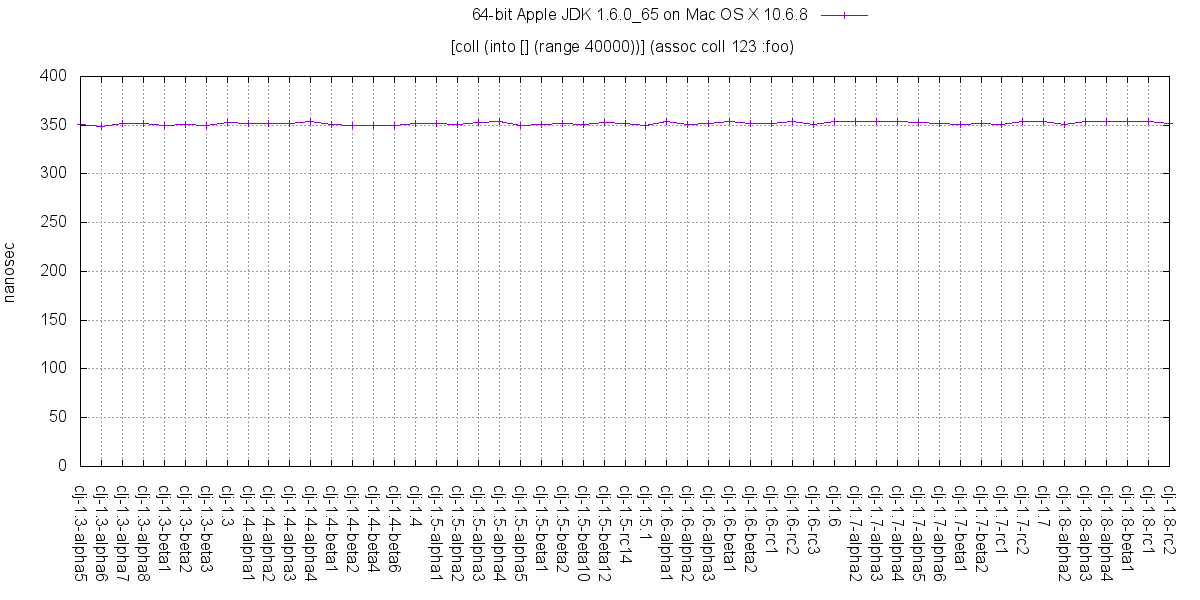 64-bit Apple JDK 1.6.0_65 on Mac OS X 10.6.8
[coll (into [] (range 40000))] (assoc coll 123 :foo)
400
350
300
250
200
150
100
50
0
nanosec
clj-1.3-alpha5
clj-1.3-alpha6
clj-1.3-alpha7
clj-1.3-alpha8
clj-1.3-beta1
clj-1.3-beta2
clj-1.3-beta3
clj-1.3
clj-1.4-alpha1
clj-1.4-alpha2
clj-1.4-alpha3
clj-1.4-alpha4
clj-1.4-beta1
clj-1.4-beta2
clj-1.4-beta4
clj-1.4-beta6
clj-1.4
clj-1.5-alpha1
clj-1.5-alpha2
clj-1.5-alpha3
clj-1.5-alpha4
clj-1.5-alpha5
clj-1.5-beta1
clj-1.5-beta2
clj-1.5-beta10
clj-1.5-beta12
clj-1.5-rc14
clj-1.5.1
clj-1.6-alpha1
clj-1.6-alpha2
clj-1.6-alpha3
clj-1.6-beta1
clj-1.6-beta2
clj-1.6-rc1
clj-1.6-rc2
clj-1.6-rc3
clj-1.6
clj-1.7-alpha2
clj-1.7-alpha3
clj-1.7-alpha4
clj-1.7-alpha5
clj-1.7-alpha6
clj-1.7-beta1
clj-1.7-beta2
clj-1.7-rc1
clj-1.7-rc2
clj-1.7
clj-1.8-alpha2
clj-1.8-alpha3
clj-1.8-alpha4
clj-1.8-beta1
clj-1.8-rc1
clj-1.8-rc2